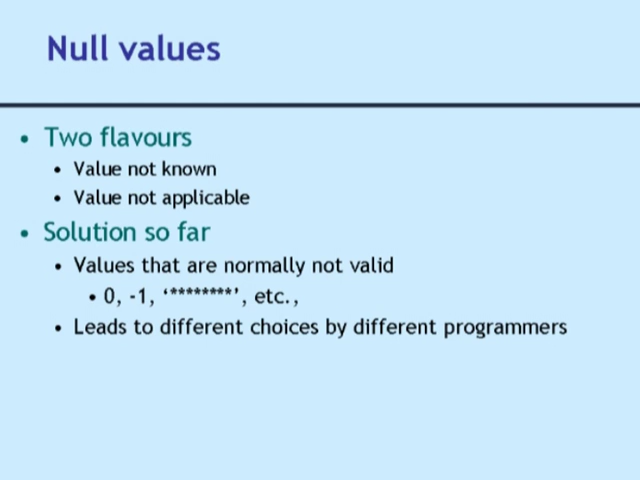 Null values
• Two flavours
• Value not known
• Value not applicable
• Solution so far
• Values that are normally not valid
• 0, -1, ‘********’, etc.,
• Leads to different choices by different programmers